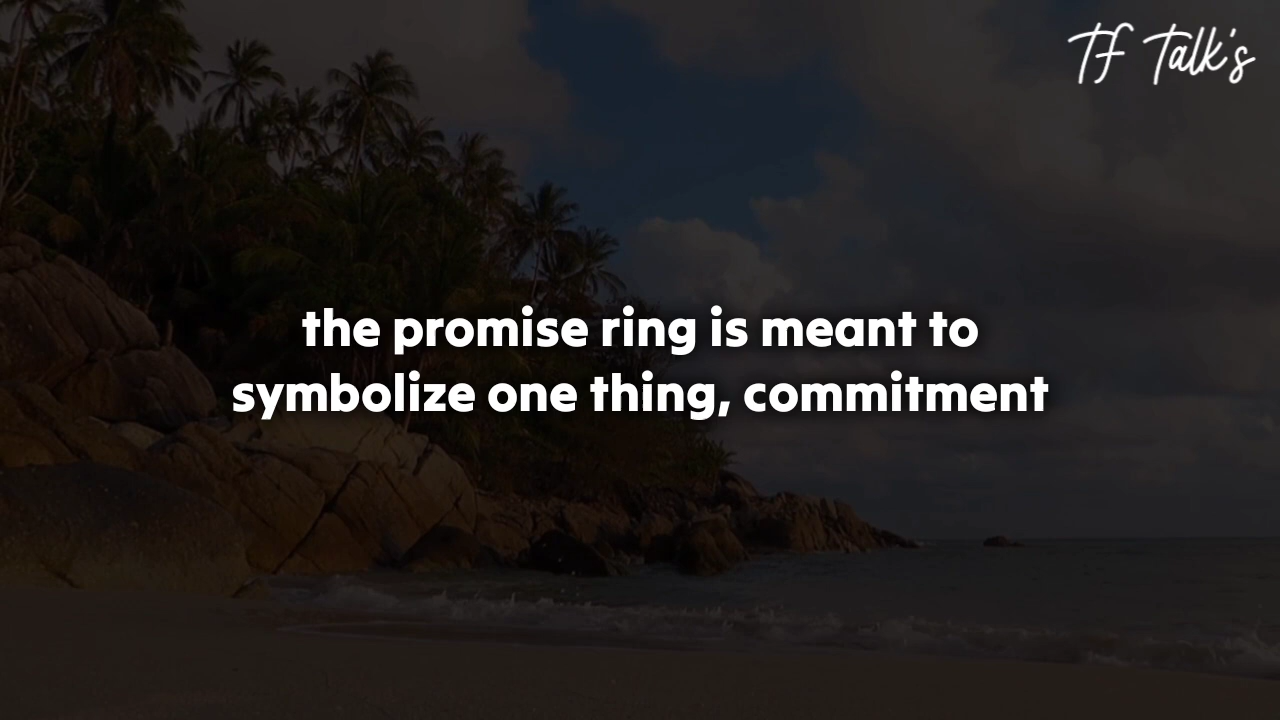 TF Talk's
the promise ring is meant to
symbolize one thing, commitment